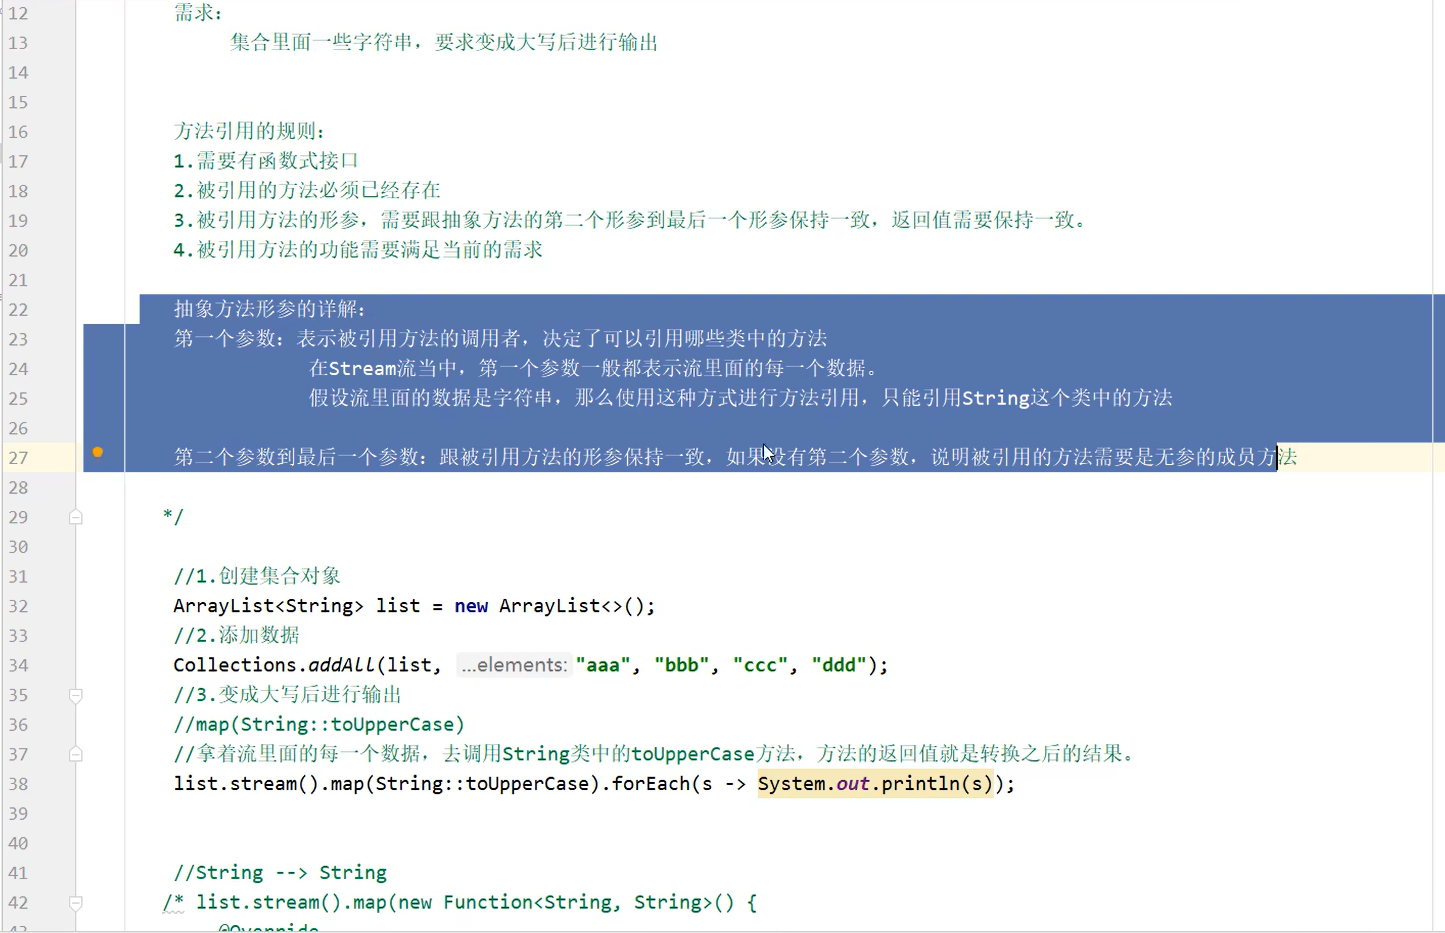 12 需求：
13 集合里面一些字符串，要求变成大写后进行输出
14
15
16 方法引用的规则：
17 1.需要有函数式接口
18 2.被引用的方法必须已经存在
19 3.被引用方法的形参，需要跟抽象方法的第二个形参到最后一个形参保持一致，返回值需要保持一致。
20 4.被引用方法的功能需要满足当前的需求
21
22 抽象方法形参的详解：
23 第一个参数：表示被引用方法的调用者，决定了可以引用哪些类中的方法
24 在Stream流当中，第一个参数一般都表示流里面的每一个数据。
25 假设流里面的数据是字符串，那么使用这种方式进行方法引用，只能引用String这个类中的方法
26
27 第二个参数到最后一个参数：跟被引用方法的形参保持一致，如果没有第二个参数，说明被引用的方法需要是无参的成员方法
28
29 */
30
31 //1.创建集合对象
32 ArrayList<String> list = new ArrayList<>();
33 //2.添加数据
34 Collections.addAll(list, ...elements: "aaa", "bbb", "ccc", "ddd");
35 //3.变成大写后进行输出
36 //map(String::toUpperCase)
37 //拿着流里面的每一个数据，去调用String类中的toUpperCase方法，方法的返回值就是转换之后的结果。
38 list.stream().map(String::toUpperCase).forEach(s -> System.out.println(s));
39
40
41 //String --> String
42 /* list.stream().map(new Function<String, String>() {
43 @Override